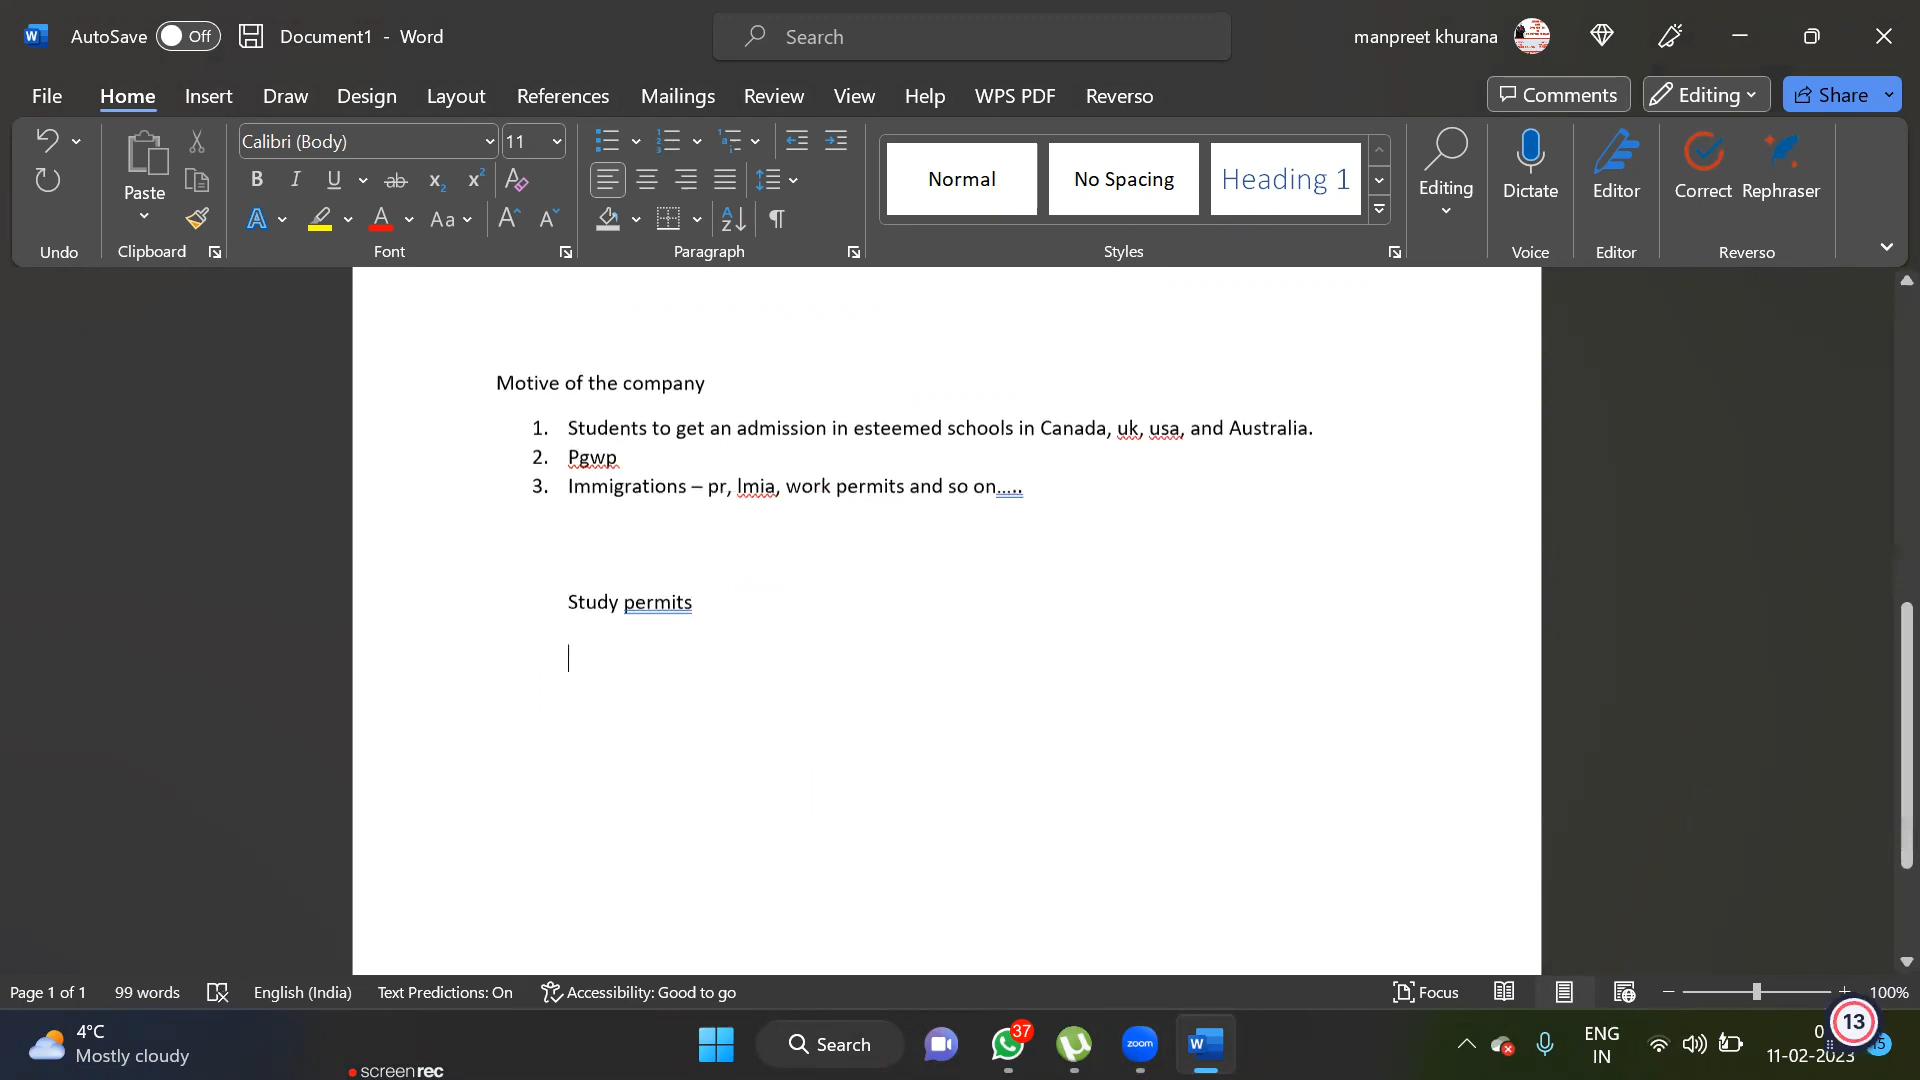 AutoSave Off Document1 - Word Search manpreet khurana
File Home Insert Draw Design Layout References Mailings Review View Help WPS PDF Reverso Comments Editing Share
Calibri (Body) 11
Paste
Normal No Spacing Heading 1
Editing Dictate Editor Correct Rephraser
Undo Clipboard Font Paragraph Styles Voice Editor Reverso
Motive of the company
1. Students to get an admission in esteemed schools in Canada, uk, usa, and Australia.
2. Pgwp
3. Immigrations – pr, lmia, work permits and so on…..
Study permits
Page 1 of 1 99 words English (India) Text Predictions: On Accessibility: Good to go Focus 100%
4°C
Mostly cloudy
Search
37
zoom
ENG
IN
11-02-2023
13
screenrec